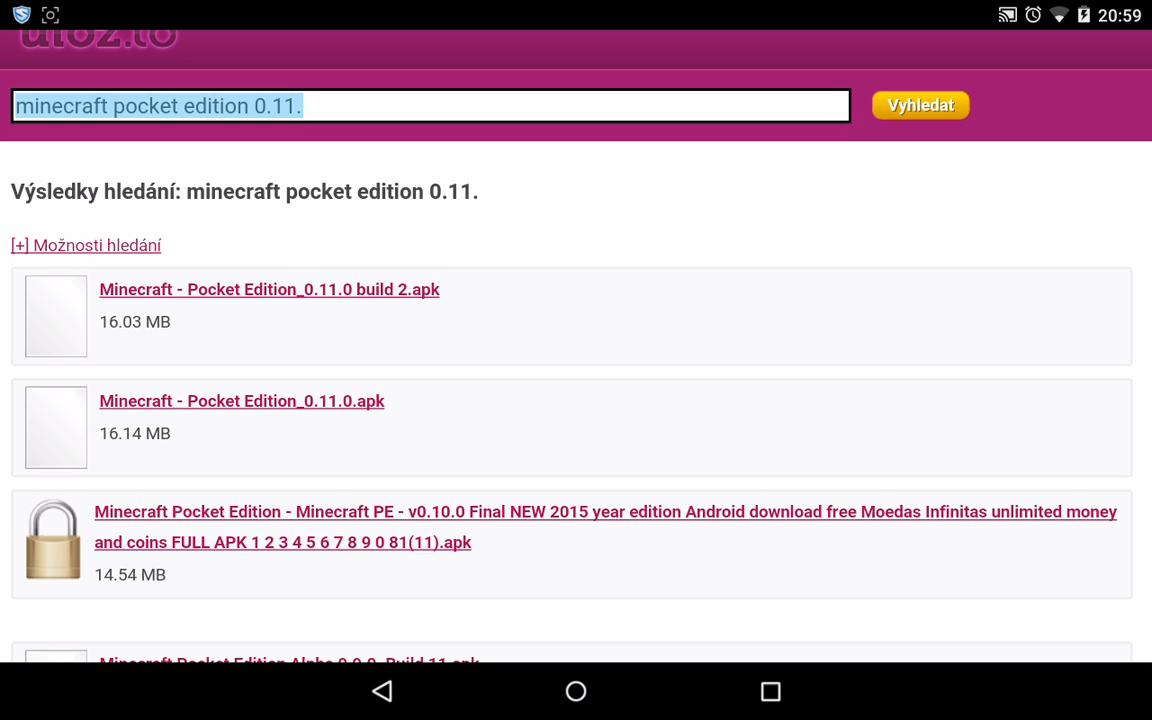 20:59
minecraft pocket edition 0.11.
Vyhledat
Výsledky hledání: minecraft pocket edition 0.11.
[+] Možnosti hledání
Minecraft - Pocket Edition_0.11.0 build 2.apk
16.03 MB
Minecraft - Pocket Edition_0.11.0.apk
16.14 MB
Minecraft Pocket Edition - Minecraft PE - v0.10.0 Final NEW 2015 year edition Android download free Moedas Infinitas unlimited money
and coins FULL APK 1 2 3 4 5 6 7 8 9 0 81(11).apk
14.54 MB
Minecraft Pocket Edition Alpha